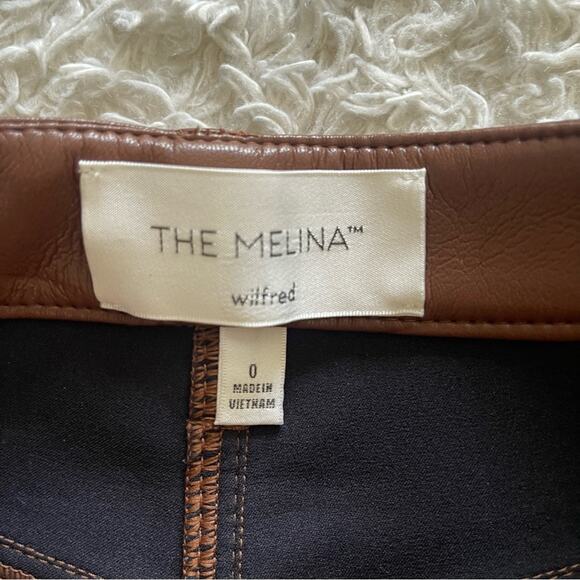 THE MELINA™
wilfred
0
MADE IN
VIETNAM